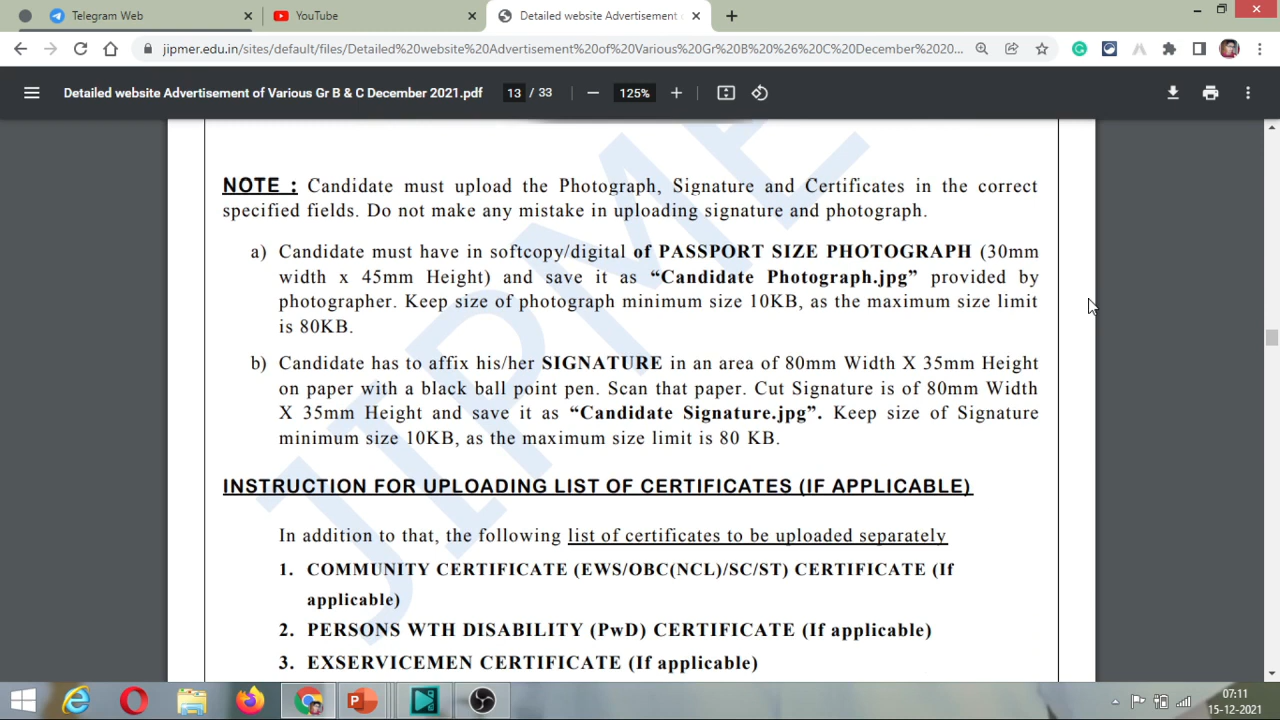 Telegram Web
YouTube
Detailed website Advertisement
jipmer.edu.in/sites/default/files/Detailed%20website%20Advertisement%20of%20Various%20Gr%20B%20%26%20C%20December%2020...
Detailed website Advertisement of Various Gr B & C December 2021.pdf
13 / 33
125%
NOTE : Candidate must upload the Photograph, Signature and Certificates in the correct
specified fields. Do not make any mistake in uploading signature and photograph.
a) Candidate must have in softcopy/digital of PASSPORT SIZE PHOTOGRAPH (30mm
width x 45mm Height) and save it as “Candidate Photograph.jpg” provided by
photographer. Keep size of photograph minimum size 10KB, as the maximum size limit
is 80KB.
b) Candidate has to affix his/her SIGNATURE in an area of 80mm Width X 35mm Height
on paper with a black ball point pen. Scan that paper. Cut Signature is of 80mm Width
X 35mm Height and save it as “Candidate Signature.jpg”. Keep size of Signature
minimum size 10KB, as the maximum size limit is 80 KB.
INSTRUCTION FOR UPLOADING LIST OF CERTIFICATES (IF APPLICABLE)
In addition to that, the following list of certificates to be uploaded separately
1. COMMUNITY CERTIFICATE (EWS/OBC(NCL)/SC/ST) CERTIFICATE (If
applicable)
2. PERSONS WTH DISABILITY (PwD) CERTIFICATE (If applicable)
3. EXSERVICEMEN CERTIFICATE (If applicable)
JIPME
07:11
15-12-2021